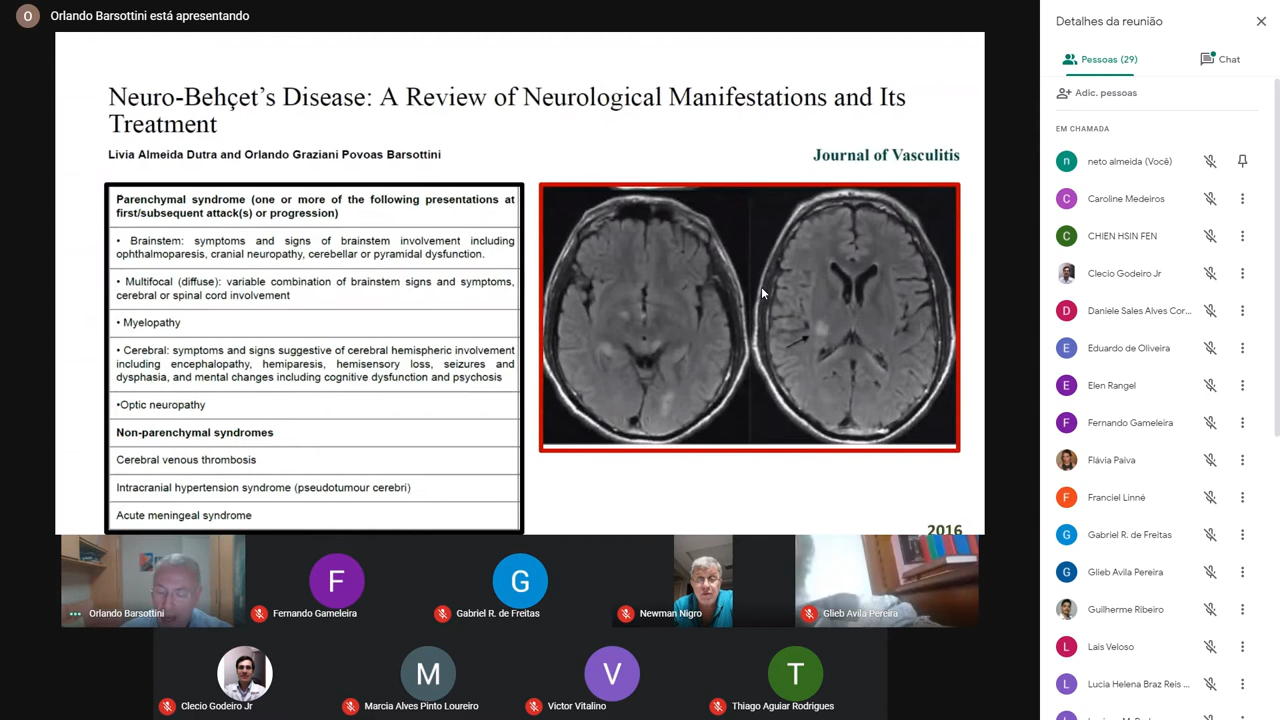 O
Orlando Barsottini está apresentando
Neuro-Behçet's Disease: A Review of Neurological Manifestations and Its
Treatment
Livia Almeida Dutra and Orlando Graziani Povoas Barsottini
Journal of Vasculitis
Parenchymal syndrome (one or more of the following presentations at
first/subsequent attack(s) or progression)
• Brainstem: symptoms and signs of brainstem involvement including
ophthalmoparesis, cranial neuropathy, cerebellar or pyramidal dysfunction.
• Multifocal (diffuse): variable combination of brainstem signs and symptoms,
cerebral or spinal cord involvement
• Myelopathy
• Cerebral: symptoms and signs suggestive of cerebral hemispheric involvement
including encephalopathy, hemiparesis, hemisensory loss, seizures and
dysphasia, and mental changes including cognitive dysfunction and psychosis
•Optic neuropathy
Non-parenchymal syndromes
Cerebral venous thrombosis
Intracranial hypertension syndrome (pseudotumour cerebri)
Acute meningeal syndrome
2016
Orlando Barsottini
F
Fernando Gameleira
G
Gabriel R. de Freitas
Newman Nigro
Glieb Avila Pereira
Clecio Godeiro Jr
M
Marcia Alves Pinto Loureiro
V
Victor Vitalino
T
Thiago Aguiar Rodrigues
Detalhes da reunião
Pessoas (29)
Chat
Adic. pessoas
EM CHAMADA
n
neto almeida (Você)
C
Caroline Medeiros
C
CHIEN HSIN FEN
Clecio Godeiro Jr
D
Daniele Sales Alves Cor...
E
Eduardo de Oliveira
E
Elen Rangel
F
Fernando Gameleira
Flávia Paiva
F
Franciel Linné
G
Gabriel R. de Freitas
G
Glieb Avila Pereira
Guilherme Ribeiro
L
Lais Veloso
L
Lucia Helena Braz Reis ...